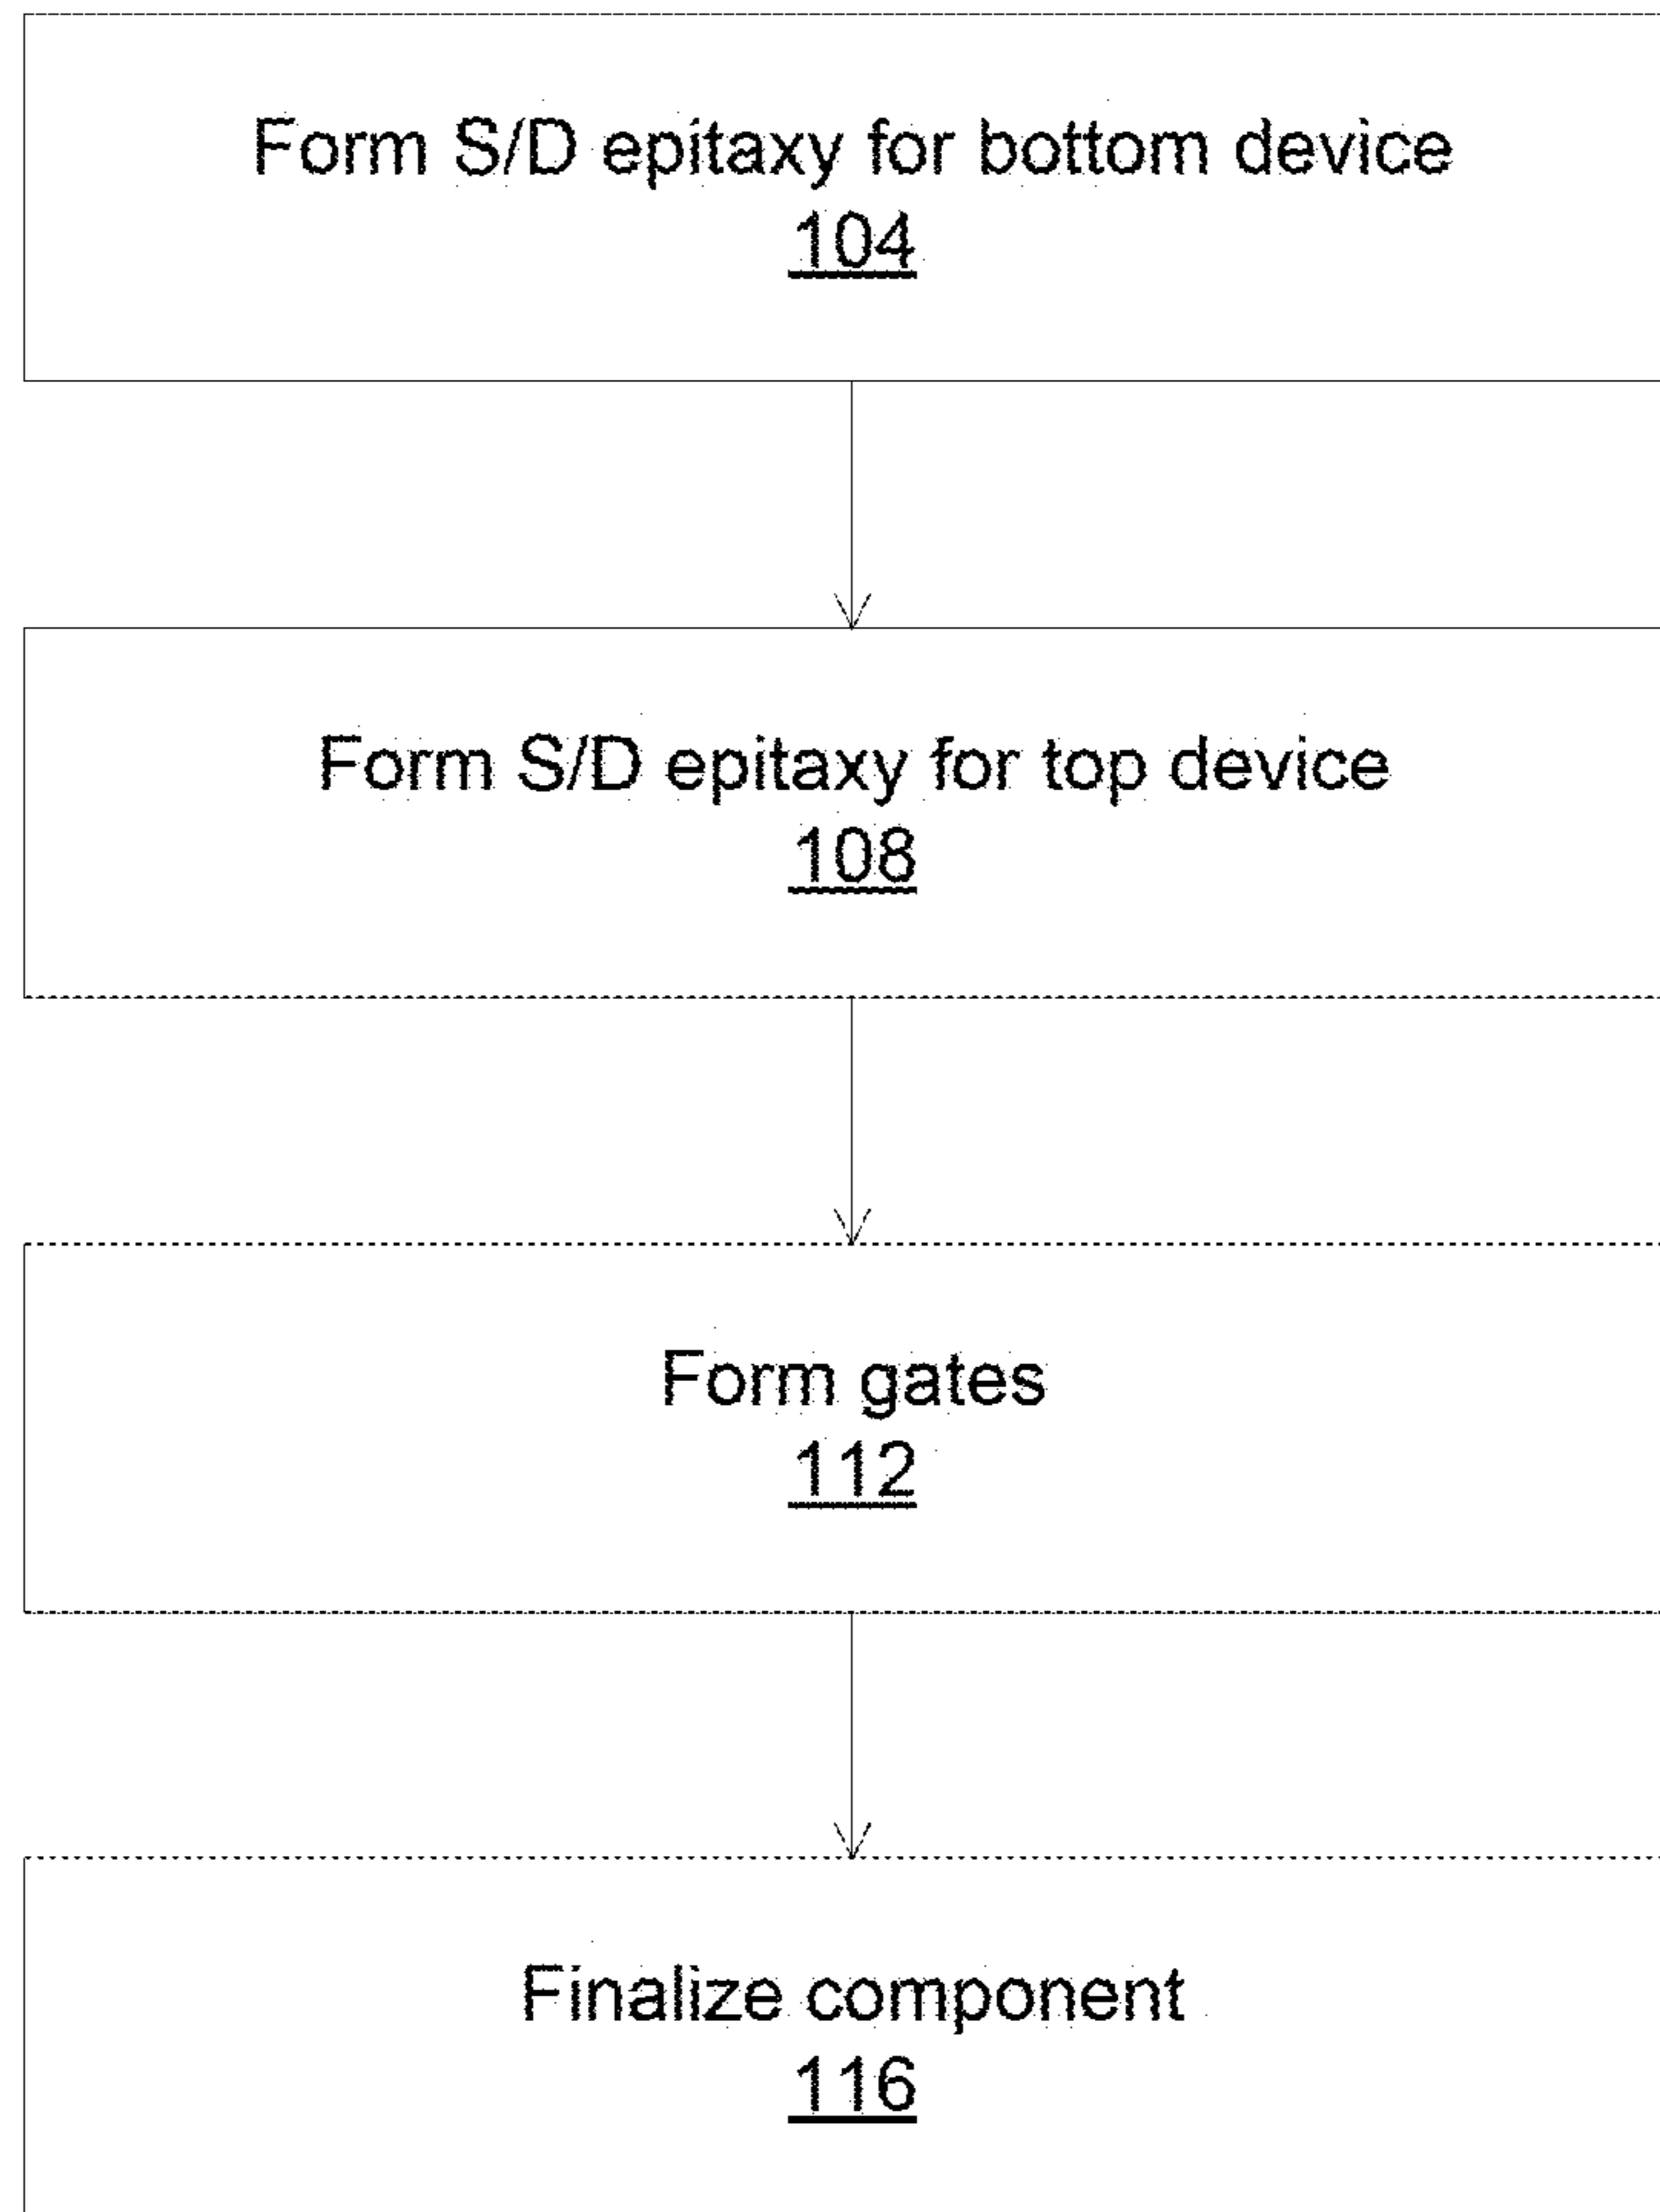 Form S/D epitaxy for bottom device
104
Form S/D epitaxy for top device
108
Form gates
112
Finalize component
116